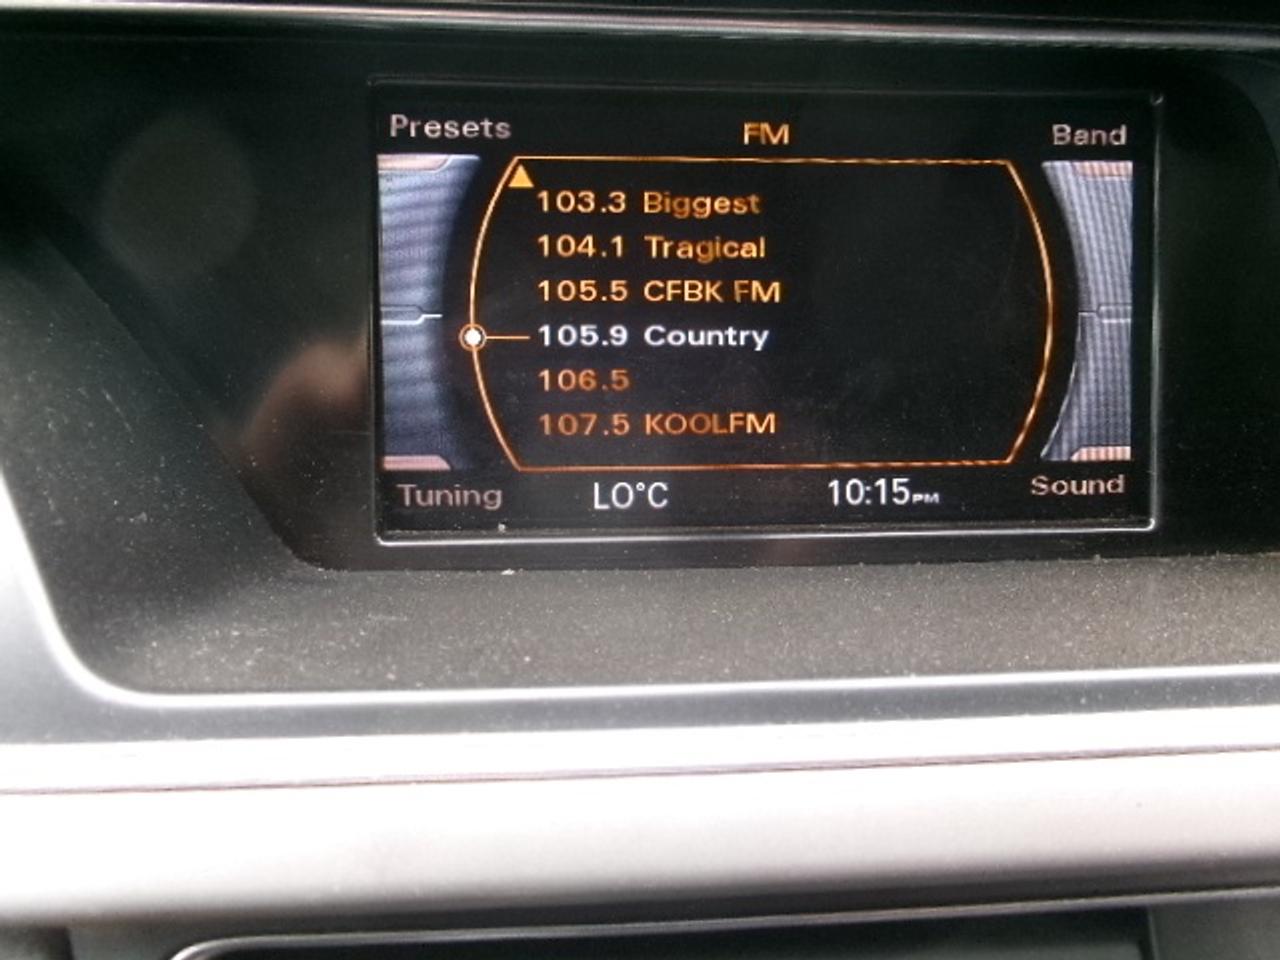 Presets FM Band
103.3 Biggest
104.1 Tragical
105.5 CFBK FM
105.9 Country
106.5
107.5 KOOLFM
Tuning LO°C 10:15PM Sound